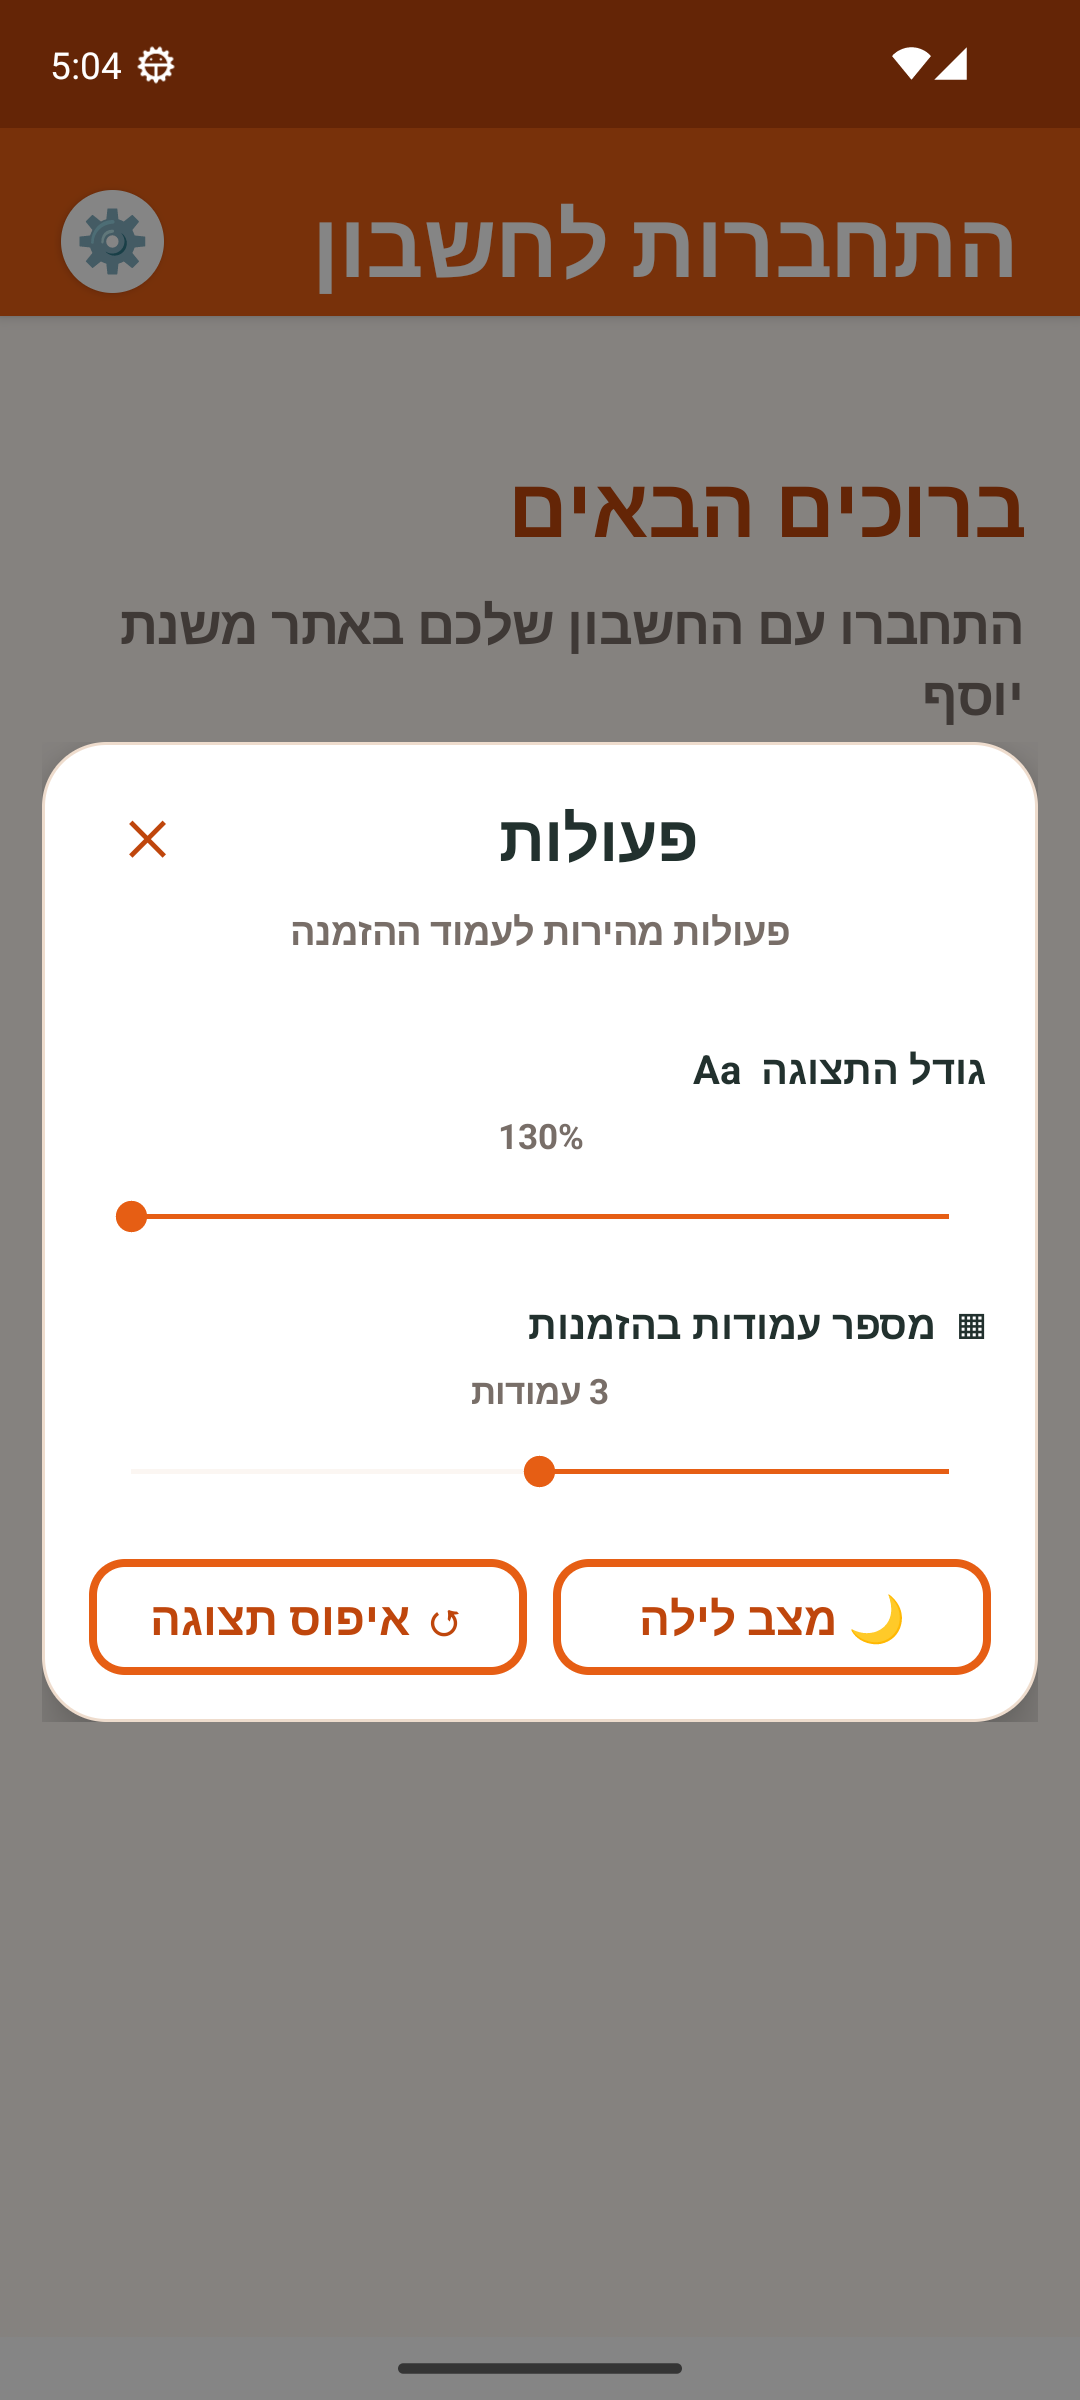 5:04
התחברות לחשבון
ברוכים הבאים
התחברו עם החשבון שלכם באתר משנת
יוסף
פעולות
פעולות מהירות לעמוד ההזמנה
גודל התצוגה Aa
130%
▦ מספר עמודות בהזמנות
3 עמודות
🌙 מצב לילה
↺ איפוס תצוגה